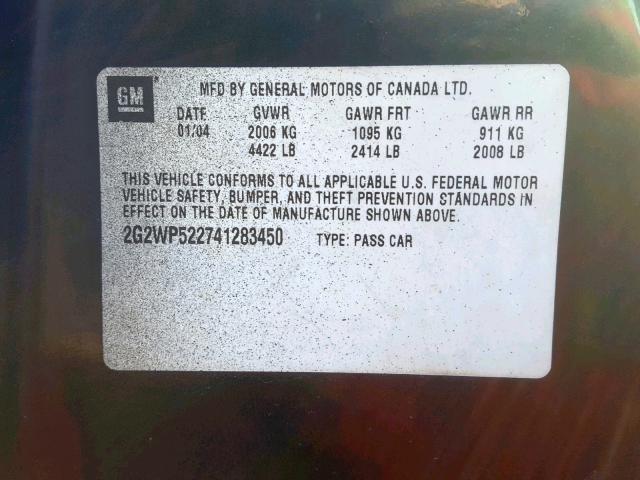 GM
MFD BY GENERAL MOTORS OF CANADA LTD.
DATE GVWR GAWR FRT GAWR RR
01/04 2006 KG 1095 KG 911 KG
4422 LB 2414 LB 2008 LB
THIS VEHICLE CONFORMS TO ALL APPLICABLE U.S. FEDERAL MOTOR
VEHICLE SAFETY, BUMPER, AND THEFT PREVENTION STANDARDS IN
EFFECT ON THE DATE OF MANUFACTURE SHOWN ABOVE.
2G2WP522741283450 TYPE: PASS CAR